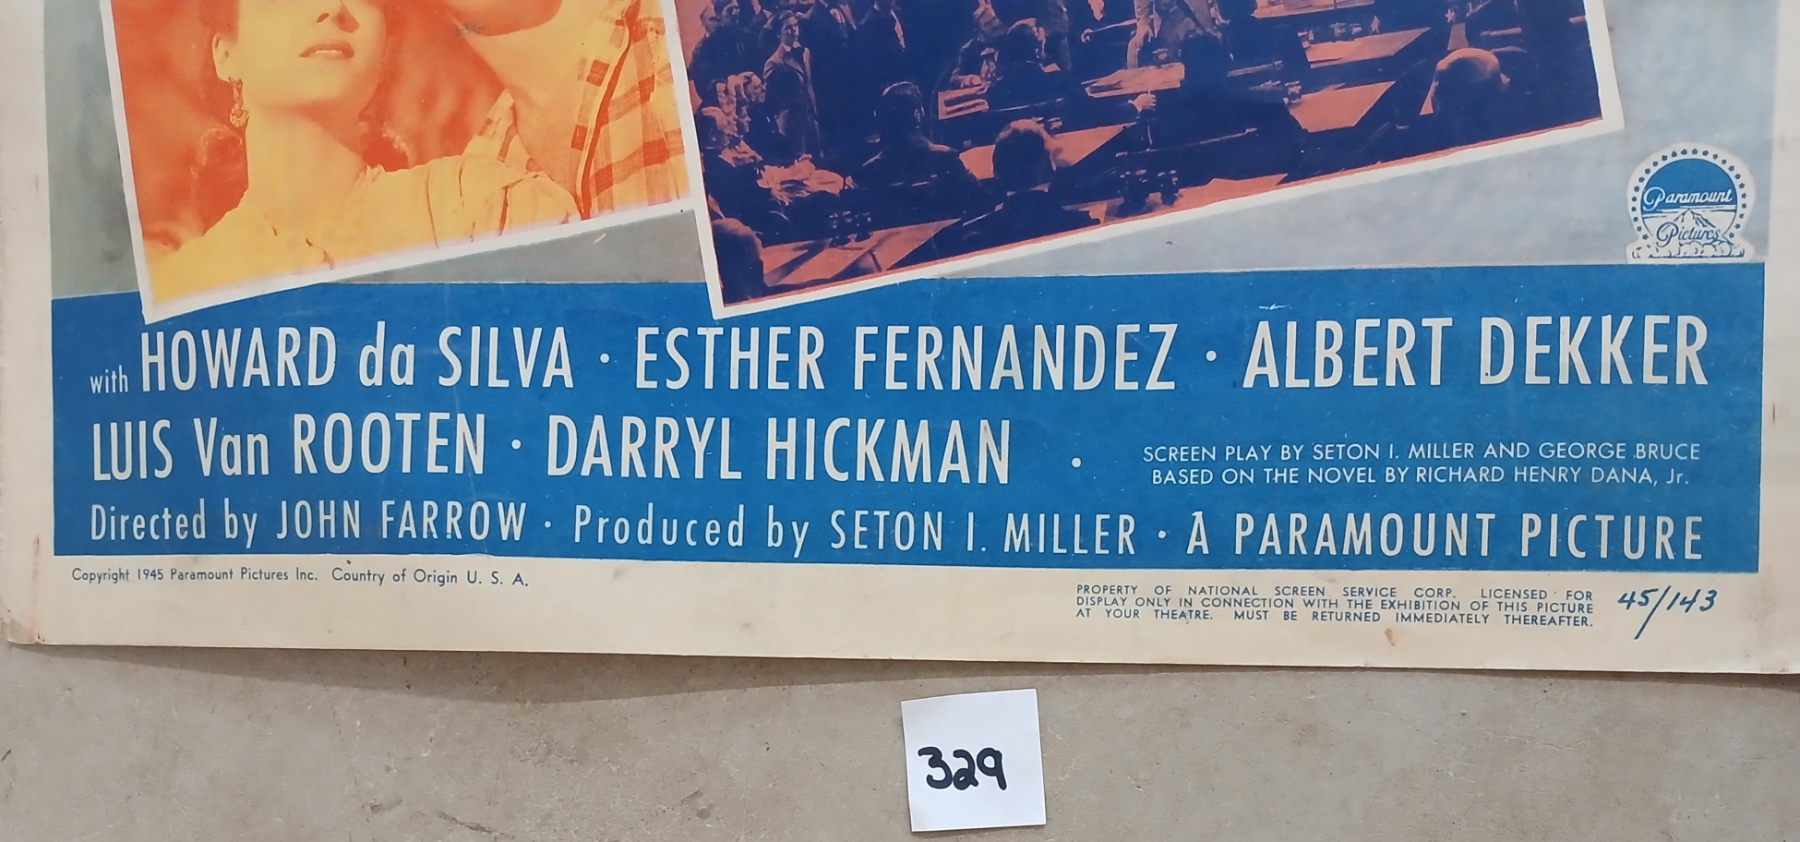 Paramount
Pictures
with HOWARD da SILVA · ESTHER FERNANDEZ · ALBERT DEKKER
LUIS Van ROOTEN · DARRYL HICKMAN ·
SCREEN PLAY BY SETON I. MILLER AND GEORGE BRUCE
BASED ON THE NOVEL BY RICHARD HENRY DANA, Jr.
Directed by JOHN FARROW · Produced by SETON I. MILLER · A PARAMOUNT PICTURE
Copyright 1945 Paramount Pictures Inc. Country of Origin U. S. A.
PROPERTY OF NATIONAL SCREEN SERVICE CORP. LICENSED FOR
DISPLAY ONLY IN CONNECTION WITH THE EXHIBITION OF THIS PICTURE
AT YOUR THEATRE. MUST BE RETURNED IMMEDIATELY THEREAFTER.
45/143
329